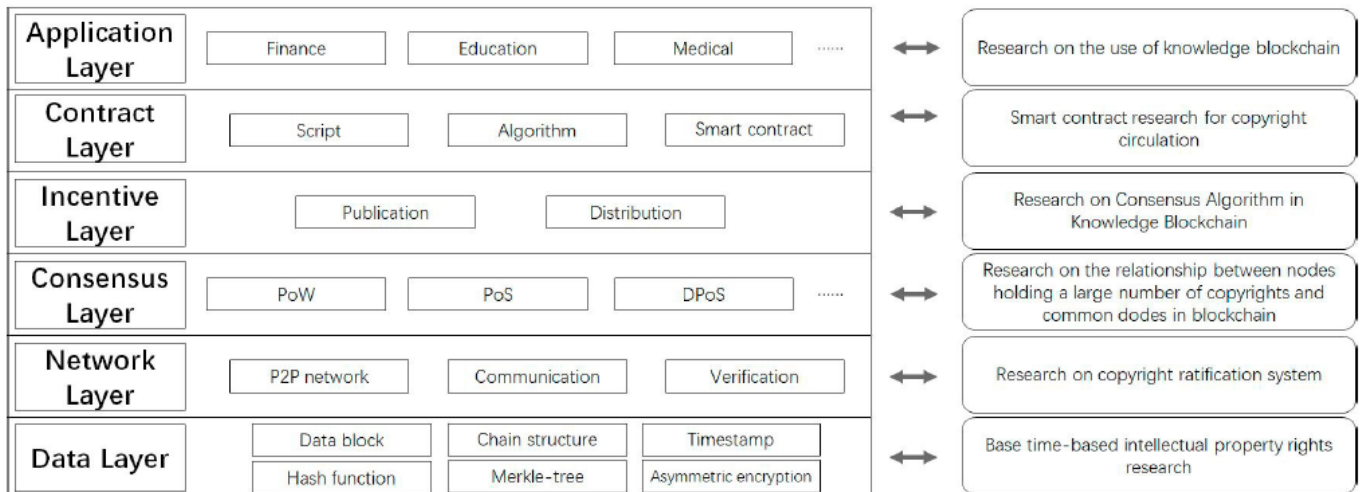 Application
Layer
Finance
Education
Medical
......
Research on the use of knowledge blockchain
Contract
Layer
Script
Algorithm
Smart contract
Smart contract research for copyright
circulation
Incentive
Layer
Publication
Distribution
Research on Consensus Algorithm in
Knowledge Blockchain
Consensus
Layer
PoW
PoS
DPoS
......
Research on the relationship between nodes
holding a large number of copyrights and
common dodes in blockchain
Network
Layer
P2P network
Communication
Verification
Research on copyright ratification system
Data Layer
Data block
Chain structure
Timestamp
Hash function
Merkle-tree
Asymmetric encryption
Base time-based intellectual property rights
research